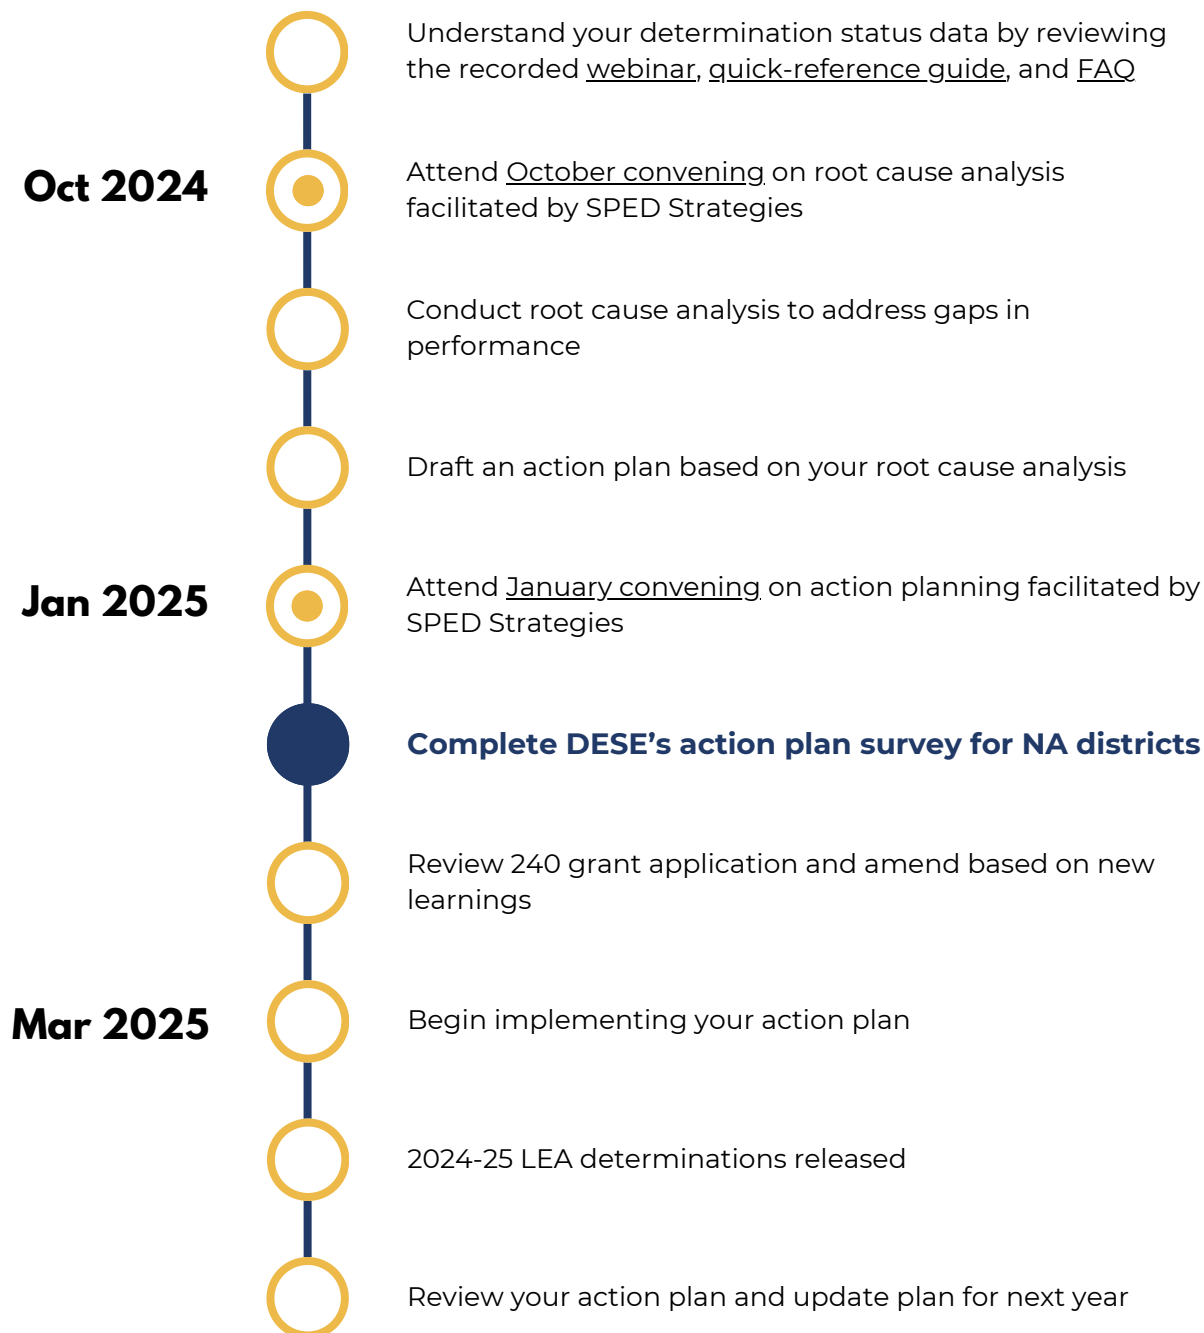 Understand your determination status data by reviewing
the recorded webinar, quick-reference guide, and FAQ
Oct 2024
Attend October convening on root cause analysis
facilitated by SPED Strategies
Conduct root cause analysis to address gaps in
performance
Draft an action plan based on your root cause analysis
Jan 2025
Attend January convening on action planning facilitated by
SPED Strategies
Complete DESE’s action plan survey for NA districts
Review 240 grant application and amend based on new
learnings
Mar 2025
Begin implementing your action plan
2024-25 LEA determinations released
Review your action plan and update plan for next year